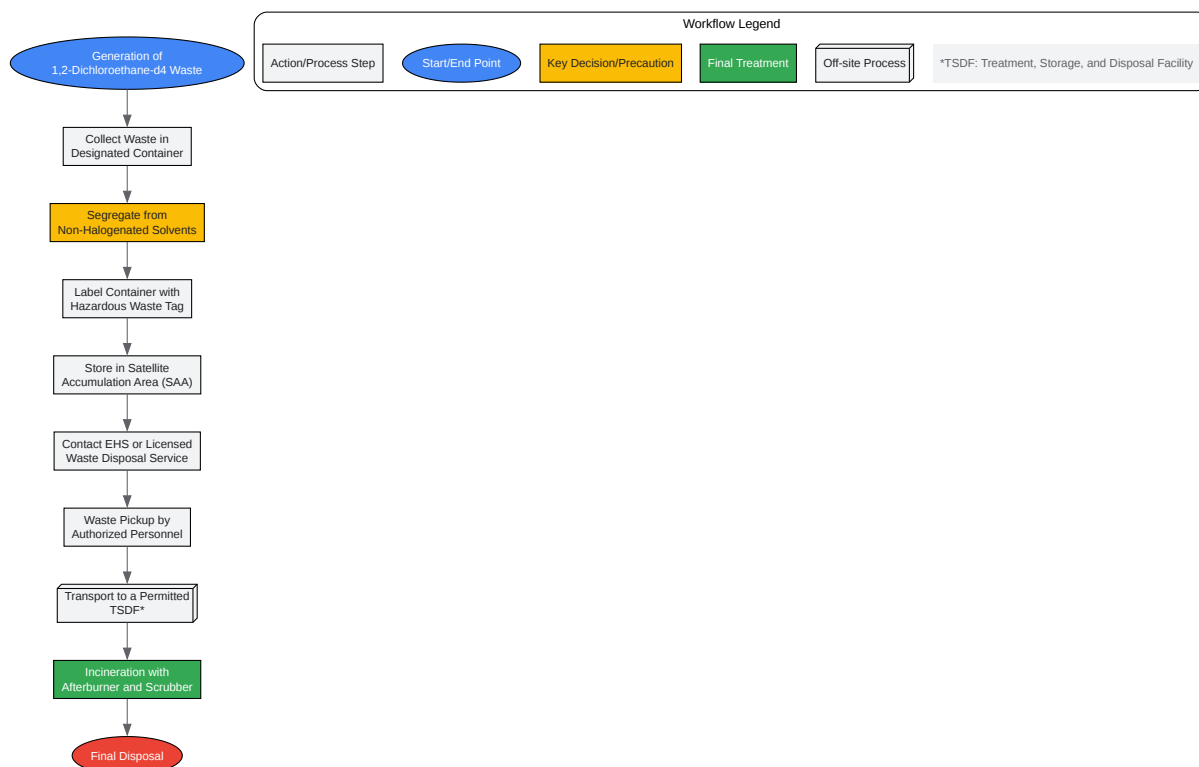 Workflow Legend
Generation of
1,2-Dichloroethane-d4 Waste
Action/Process Step
Start/End Point
Key Decision/Precaution
Final Treatment
Off-site Process
*TSDF: Treatment, Storage, and Disposal Facility
Collect Waste in
Designated Container
Segregate from
Non-Halogenated Solvents
Label Container with
Hazardous Waste Tag
Store in Satellite
Accumulation Area (SAA)
Contact EHS or Licensed
Waste Disposal Service
Waste Pickup by
Authorized Personnel
Transport to a Permitted
TSDF*
Incineration with
Afterburner and Scrubber
Final Disposal